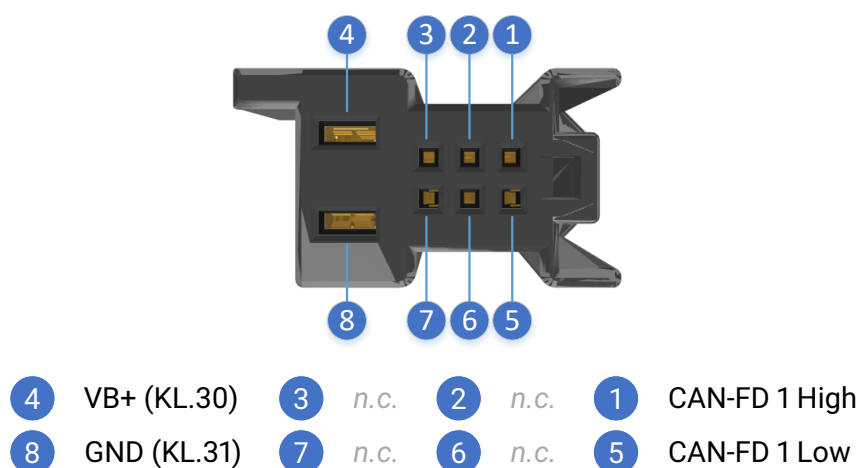 4 3 2 1
8 7 6 5
4 VB+ (KL.30) 3 n.c. 2 n.c. 1 CAN-FD 1 High
8 GND (KL.31) 7 n.c. 6 n.c. 5 CAN-FD 1 Low